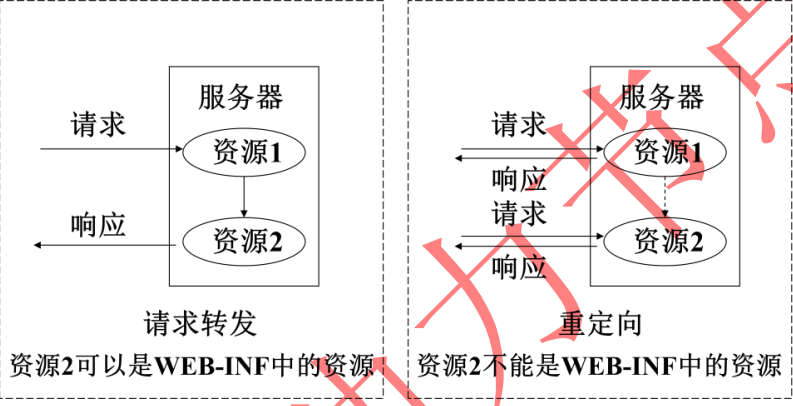 服务器
请求
资源1
响应
资源2
请求转发
资源2可以是WEB-INF中的资源
服务器
请求
资源1
响应
请求
资源2
响应
重定向
资源2不能是WEB-INF中的资源
力节点